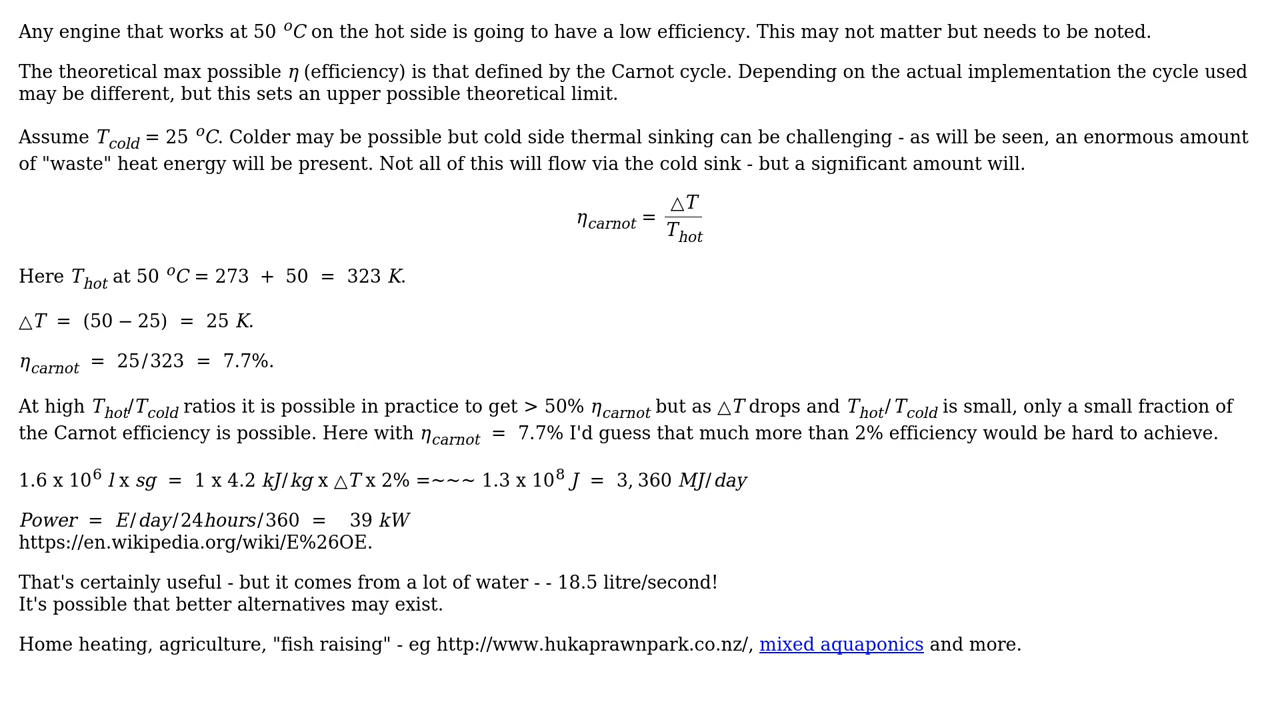 Any engine that works at 50 °C on the hot side is going to have a low efficiency. This may not matter but needs to be noted.
The theoretical max possible η (efficiency) is that defined by the Carnot cycle. Depending on the actual implementation the cycle used
may be different, but this sets an upper possible theoretical limit.
Assume T_cold = 25 °C. Colder may be possible but cold side thermal sinking can be challenging - as will be seen, an enormous amount
of "waste" heat energy will be present. Not all of this will flow via the cold sink - but a significant amount will.
η_carnot = △T / T_hot
Here T_hot at 50 °C = 273 + 50 = 323 K.
△T = (50 − 25) = 25 K.
η_carnot = 25/323 = 7.7%.
At high T_hot/T_cold ratios it is possible in practice to get > 50% η_carnot but as △T drops and T_hot/T_cold is small, only a small fraction of
the Carnot efficiency is possible. Here with η_carnot = 7.7% I'd guess that much more than 2% efficiency would be hard to achieve.
1.6 x 10^6 l x sg = 1 x 4.2 kJ/kg x △T x 2% =~~~ 1.3 x 10^8 J = 3,360 MJ/day
Power = E/day/24hours/360 = 39 kW
https://en.wikipedia.org/wiki/E%26OE.
That's certainly useful - but it comes from a lot of water - - 18.5 litre/second!
It's possible that better alternatives may exist.
Home heating, agriculture, "fish raising" - eg http://www.hukaprawnpark.co.nz/, mixed aquaponics and more.